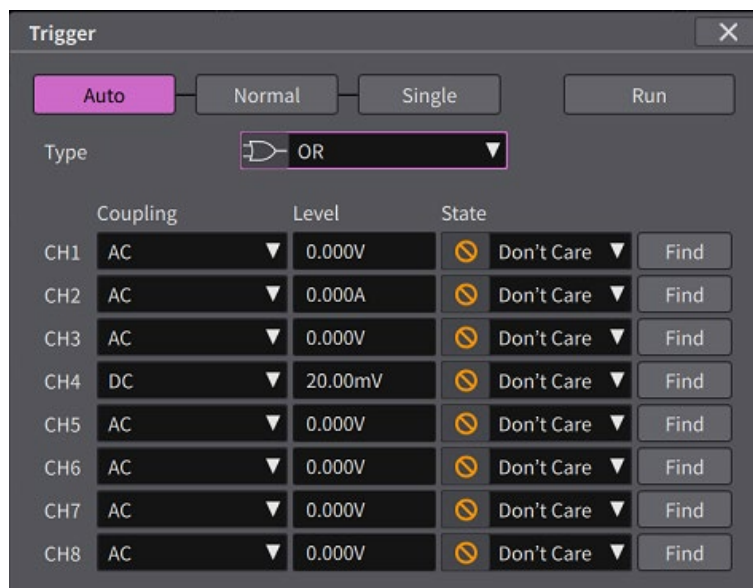 Trigger
Auto Normal Single Run
Type OR
Coupling Level State
CH1 AC 0.000V Don't Care Find
CH2 AC 0.000A Don't Care Find
CH3 AC 0.000V Don't Care Find
CH4 DC 20.00mV Don't Care Find
CH5 AC 0.000V Don't Care Find
CH6 AC 0.000V Don't Care Find
CH7 AC 0.000V Don't Care Find
CH8 AC 0.000V Don't Care Find